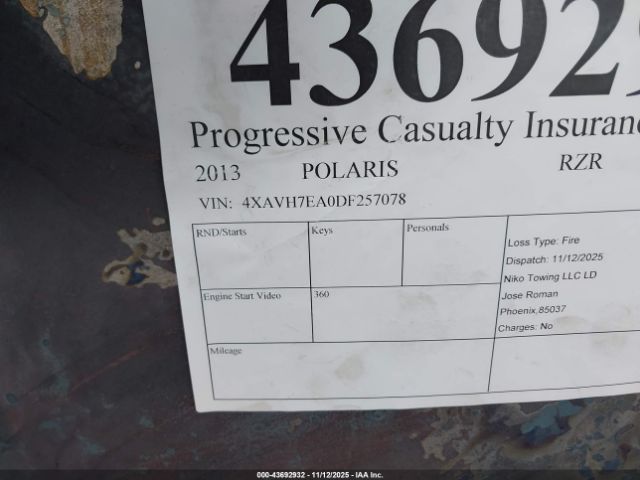 436929
Progressive Casualty Insuran
2013 POLARIS RZR
VIN: 4XAVH7EA0DF257078
RND/Starts Keys Personals
Loss Type: Fire
Dispatch: 11/12/2025
Niko Towing LLC LD
Jose Roman
Phoenix,85037
Charges: No
Engine Start Video 360
Mileage
000-43692932 - 11/12/2025 - IAA Inc.